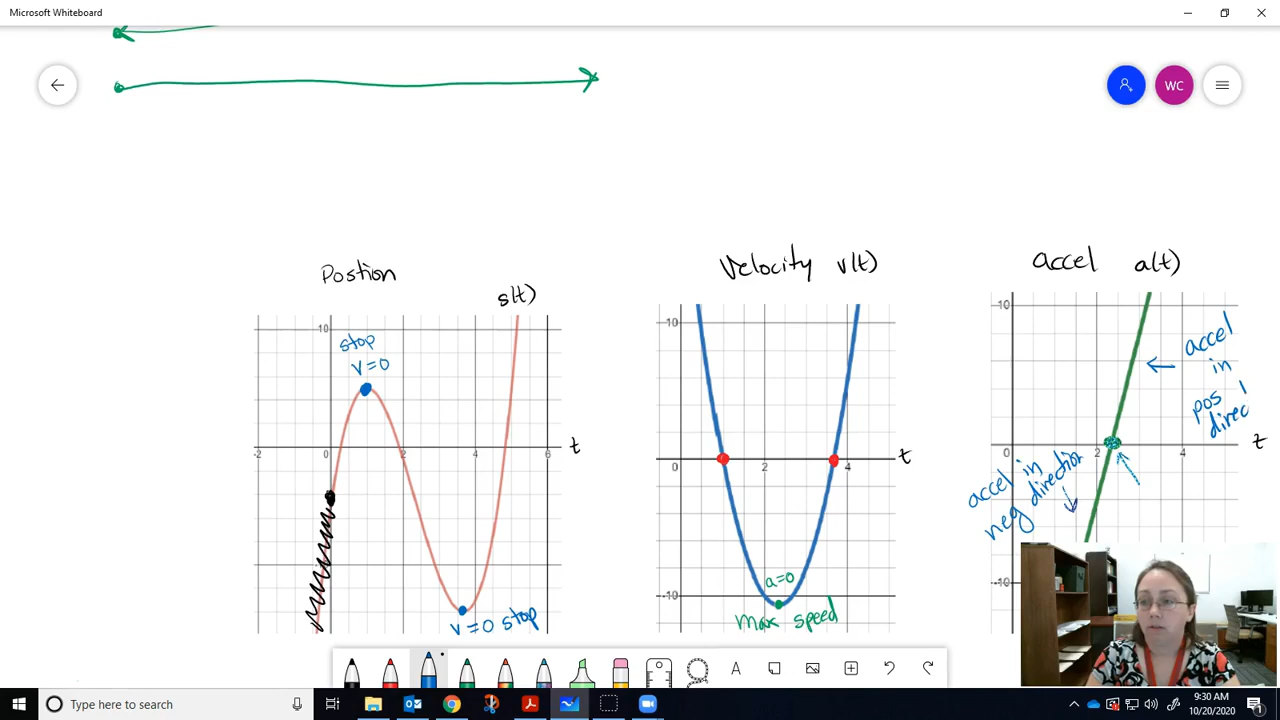 Microsoft Whiteboard
WC
Postion
s(t)
10
stop
v=0
-2
0
2
4
6
t
v=0 stop
Velocity v(t)
10
0
2
4
t
-10
a=0
max speed
accel a(t)
10
0
2
4
t
-10
accel
in
pos
direc
accel in
neg direction
A
Type here to search
9:30 AM
10/20/2020
1